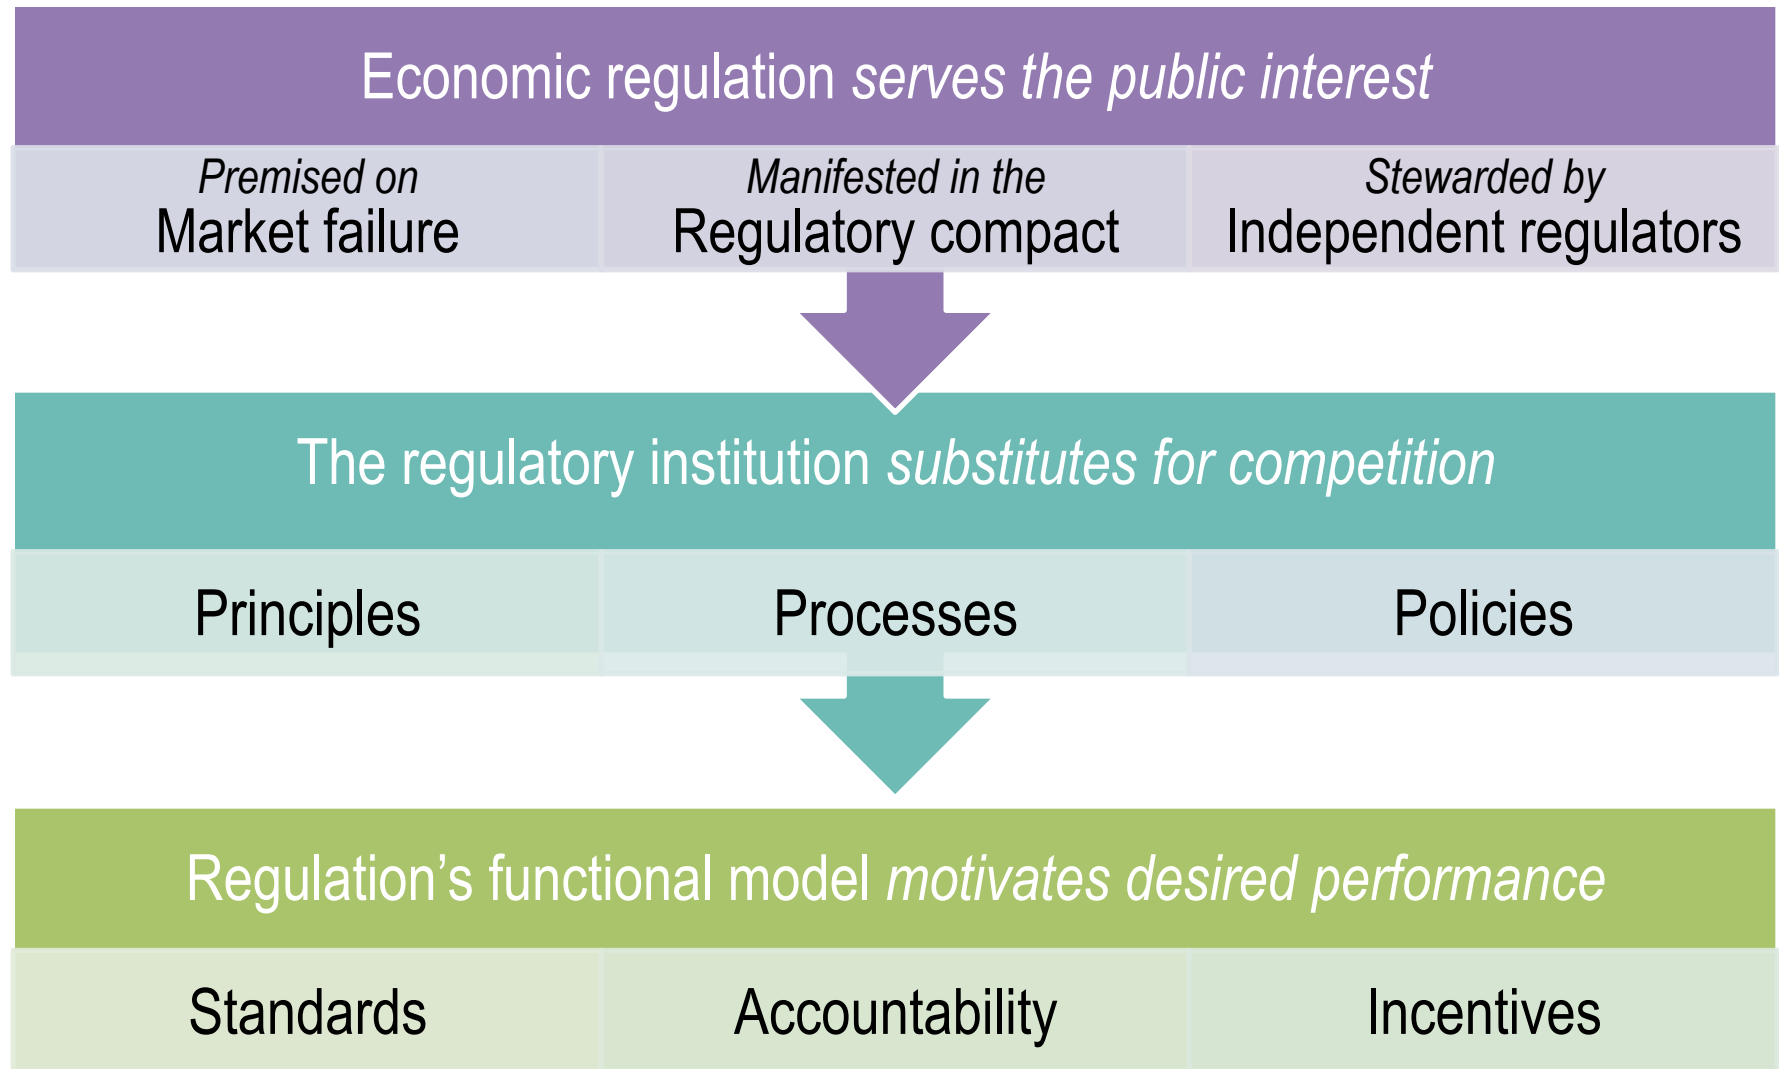 Economic regulation serves the public interest
Premised on
Market failure
Manifested in the
Regulatory compact
Stewarded by
Independent regulators
The regulatory institution substitutes for competition
Principles
Processes
Policies
Regulation’s functional model motivates desired performance
Standards
Accountability
Incentives